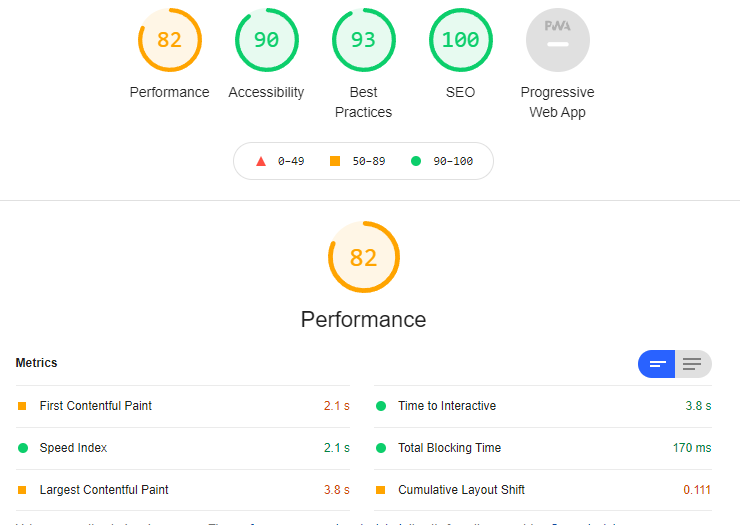 82 90 93 100 PWA
Performance Accessibility Best Practices SEO Progressive Web App
0–49 50–89 90–100
82
Performance
Metrics
First Contentful Paint 2.1 s
Time to Interactive 3.8 s
Speed Index 2.1 s
Total Blocking Time 170 ms
Largest Contentful Paint 3.8 s
Cumulative Layout Shift 0.111